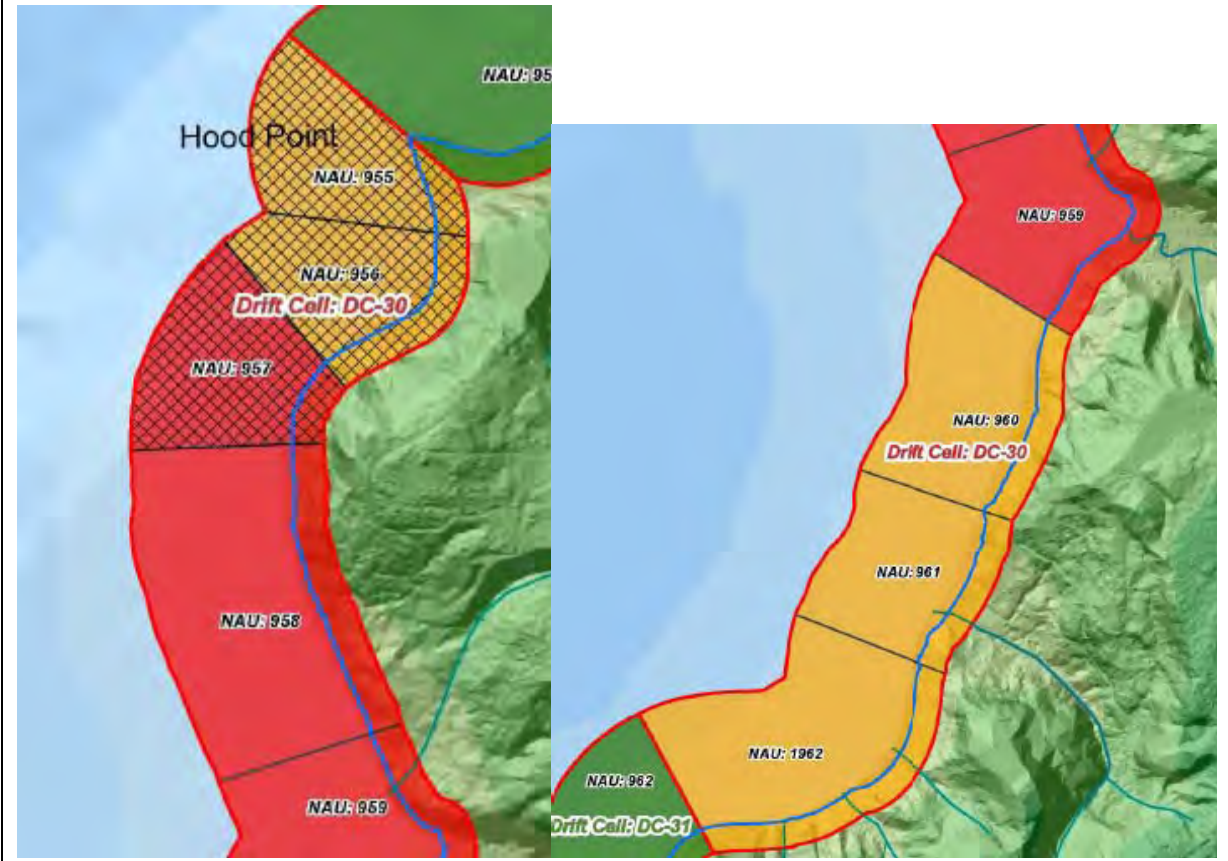 NAU: 95
Hood Point
NAU: 955
NAU: 956
Drift Cell: DC-30
NAU: 957
NAU: 958
NAU: 959
NAU: 959
NAU: 960
Drift Cell: DC-30
NAU: 961
NAU: 1962
NAU: 962
Drift Cell: DC-31